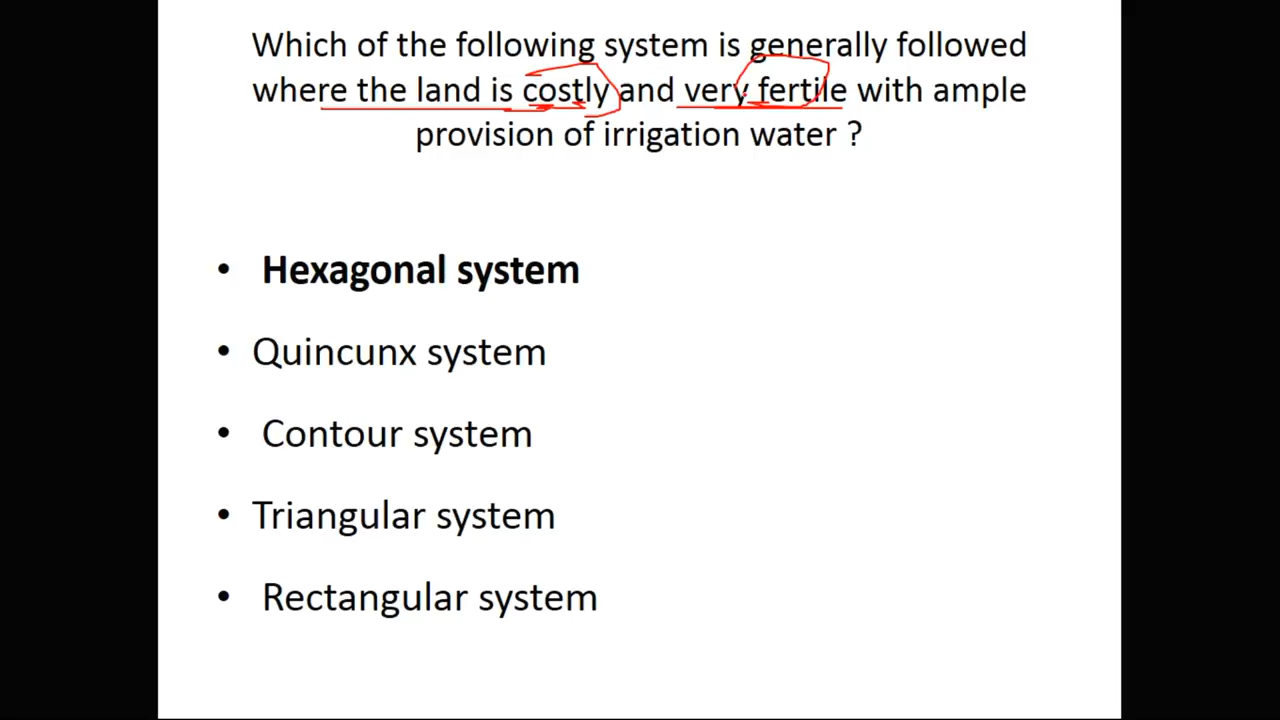 Which of the following system is generally followed
where the land is costly and very fertile with ample
provision of irrigation water ?
• Hexagonal system
• Quincunx system
• Contour system
• Triangular system
• Rectangular system